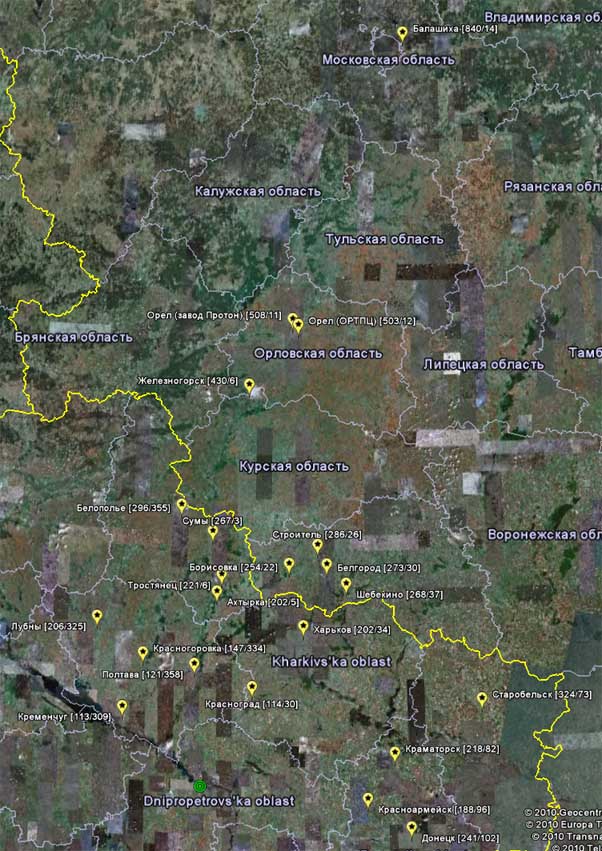 Владимирская об
Балашиха [840/14]
Московская область
Калужская область
Рязанская обла
Тульская область
Орел (завод Протон) [508/11]
Орел (ОРТПЦ) [503/12]
Брянская область
Орловская область
Липецкая область
Тамб
Железногорск [430/6]
Курская область
Белополье [296/355]
Сумы [267/3]
Строитель [286/26]
Воронежская обл
Борисовка [254/22]
Белгород [273/30]
Тростянец [221/6]
Шебекино [268/37]
Ахтырка [202/5]
Лубны [206/325]
Харьков [202/34]
Красногоровка [147/334]
Kharkivs'ka oblast
Полтава [121/358]
Старобельск [324/73]
Красноград [114/30]
Кременчуг [113/309]
Краматорск [218/82]
Dnipropetrovs'ka oblast
Красноармейск [188/96]
© 2010 Geocentr
© 2010 Europa T
Донецк [241/102]
© 2010 Transna
© 2010 Tel